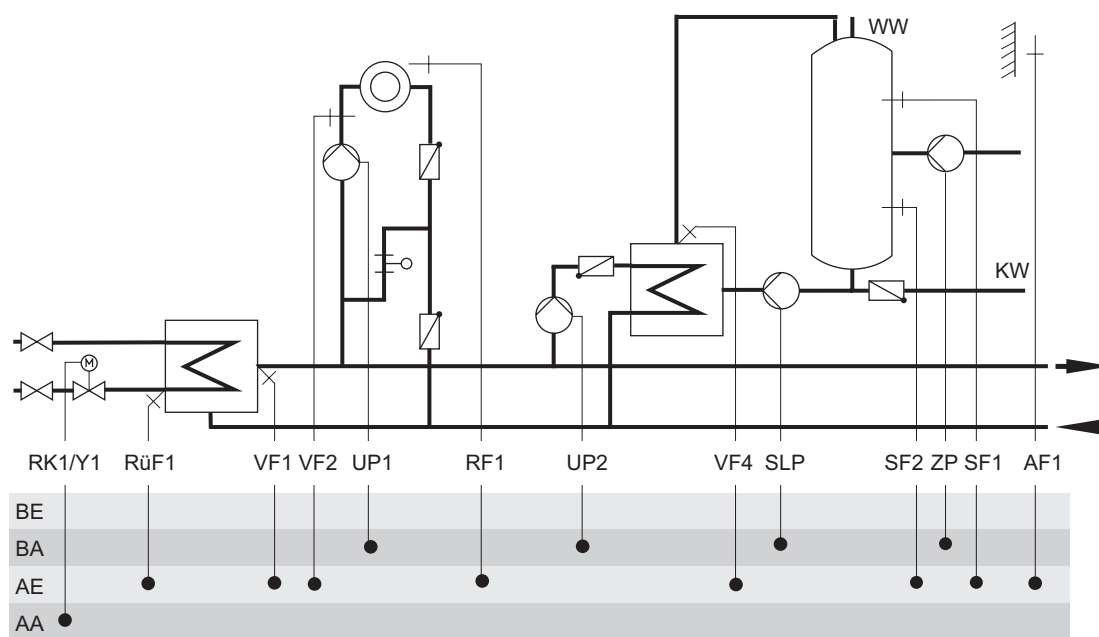 WW
KW
M
RK1/Y1 RüF1 VF1 VF2 UP1 RF1 UP2 VF4 SLP SF2 ZP SF1 AF1
BE
BA
AE
AA